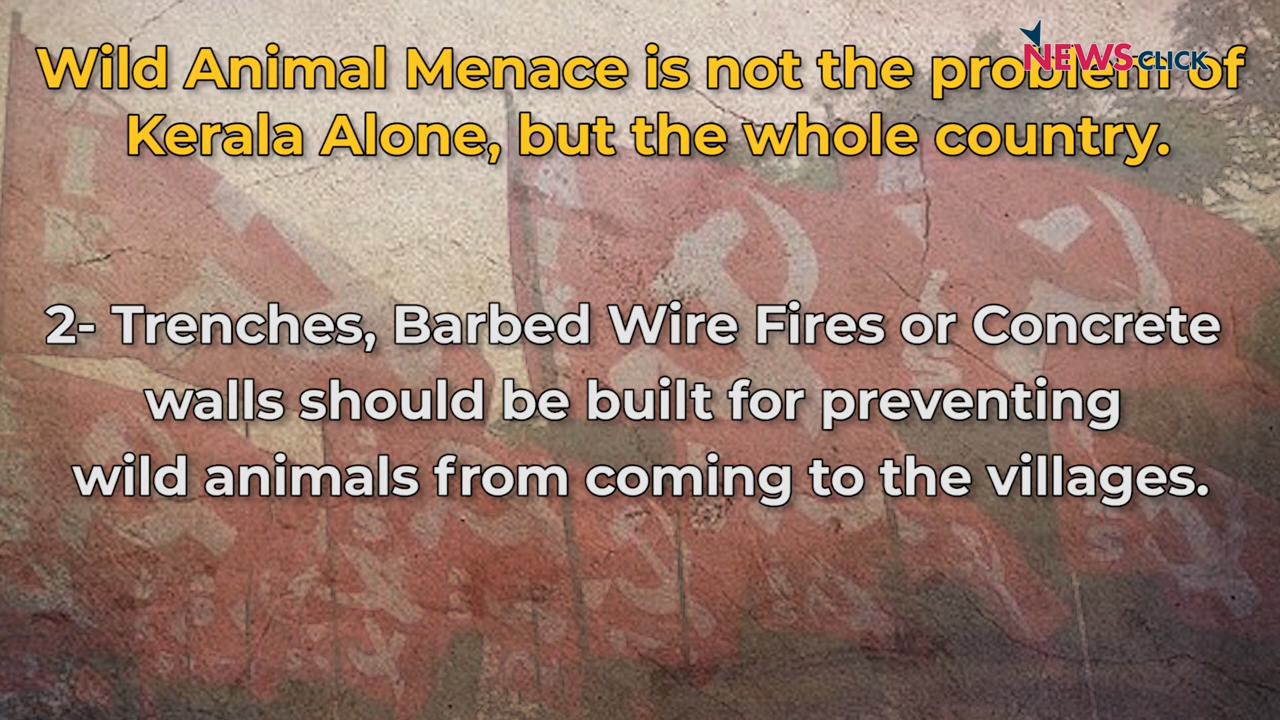 Wild Animal Menace is not the problem of
Kerala Alone, but the whole country.
NEWSCLICK
2- Trenches, Barbed Wire Fires or Concrete
walls should be built for preventing
wild animals from coming to the villages.